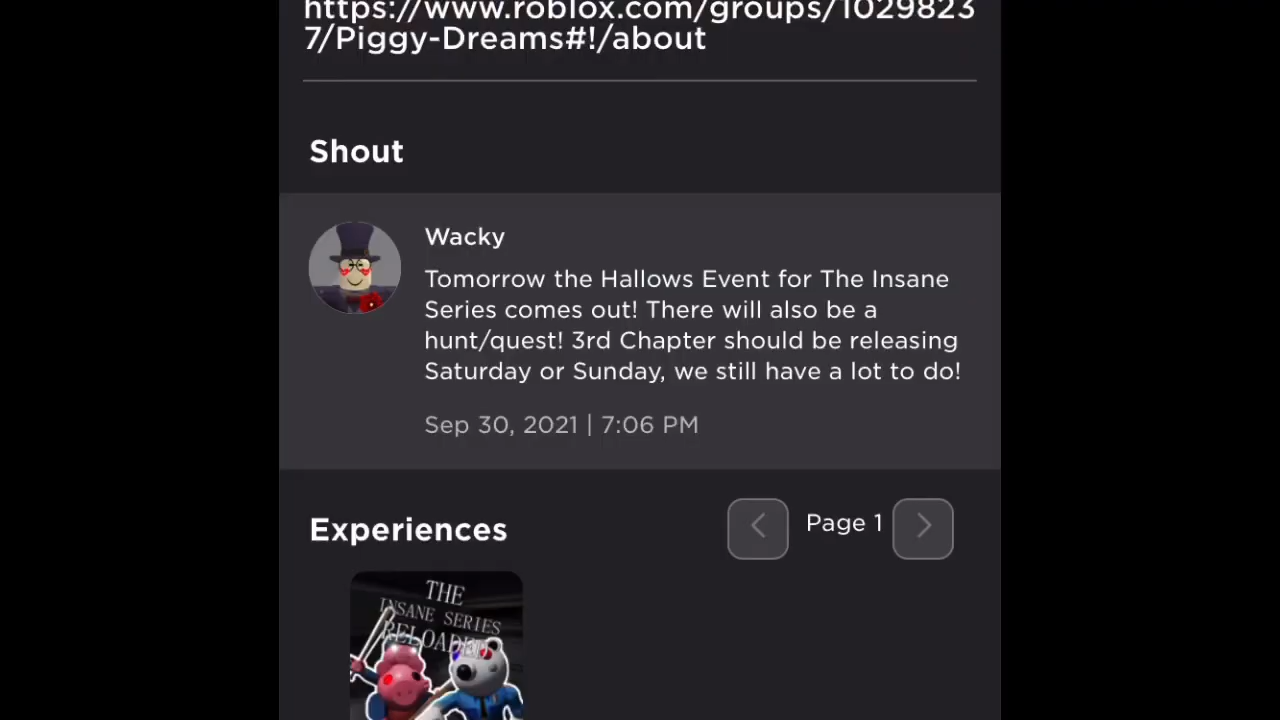 https://www.roblox.com/groups/1029823
7/Piggy-Dreams#!/about
Shout
Wacky
Tomorrow the Hallows Event for The Insane
Series comes out! There will also be a
hunt/quest! 3rd Chapter should be releasing
Saturday or Sunday, we still have a lot to do!
Sep 30, 2021 | 7:06 PM
Experiences
Page 1
THE
INSANE SERIES
RELOADED